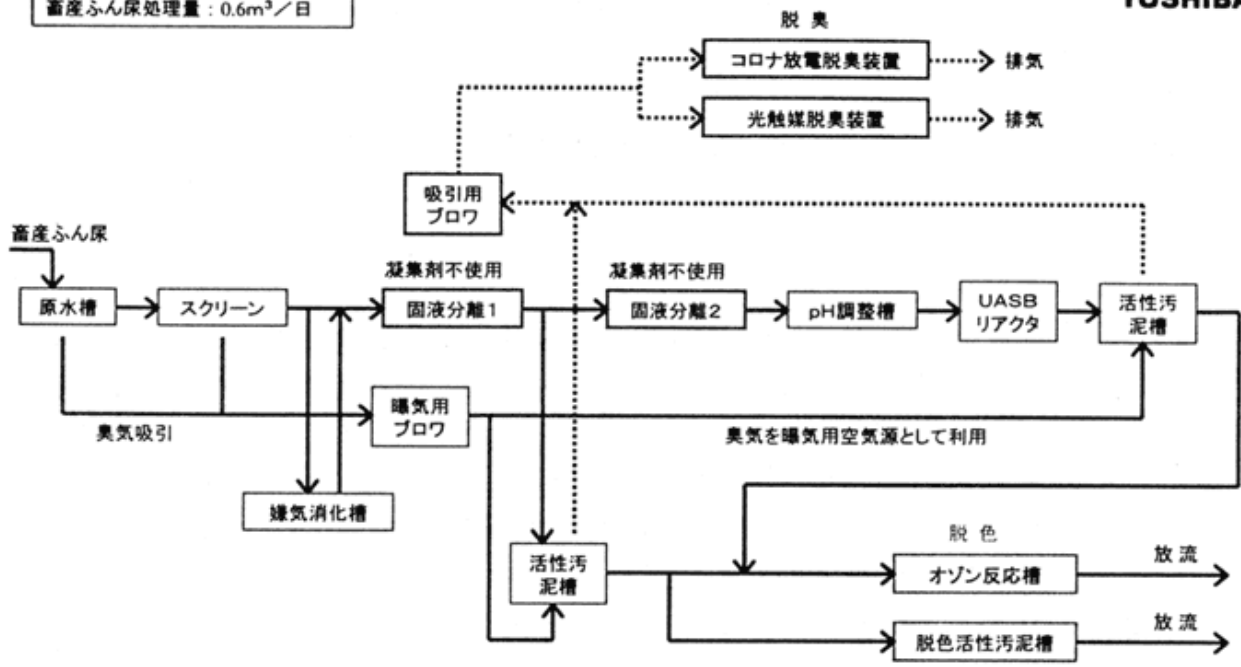 畜産ふん尿処理量：0.6m³／日
TOSHIBA
脱 臭
コロナ放電脱臭装置
排気
光触媒脱臭装置
排気
吸引用
ブロワ
畜産ふん尿
凝集剤不使用
凝集剤不使用
原水槽
スクリーン
固液分離1
固液分離2
pH調整槽
UASB
リアクタ
活性汚
泥槽
曝気用
ブロワ
臭気吸引
臭気を曝気用空気源として利用
嫌気消化槽
脱 色
活性汚
泥槽
オゾン反応槽
放 流
脱色活性汚泥槽
放 流